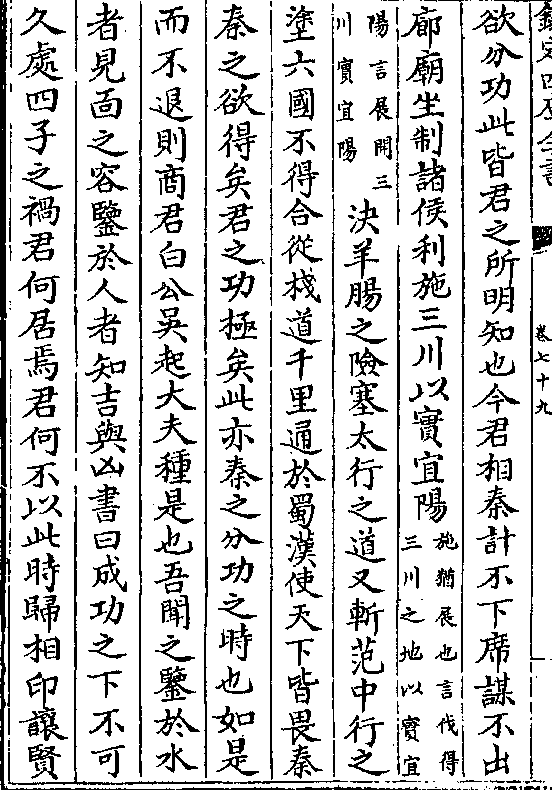 欽定四庫全書
卷七十九
欲分功此皆君之所明知也今君相秦計不下席謀不出
廊廟坐制諸侯利施三川以實宜陽
施猶展也言伐得
三川之地以實宜
陽言展開三
川實宜陽
決羊腸之險塞太行之道又斬范中行之
塗六國不得合從棧道千里通於蜀漢使天下皆畏秦
秦之欲得矣君之功極矣此亦秦之分功之時也如是
而不退則商君白公吳起大夫種是也吾聞之鑒於水
者見面之容鑒於人者知吉與凶書曰成功之下不可
久處四子之禍君何居焉君何不以此時歸相印讓賢